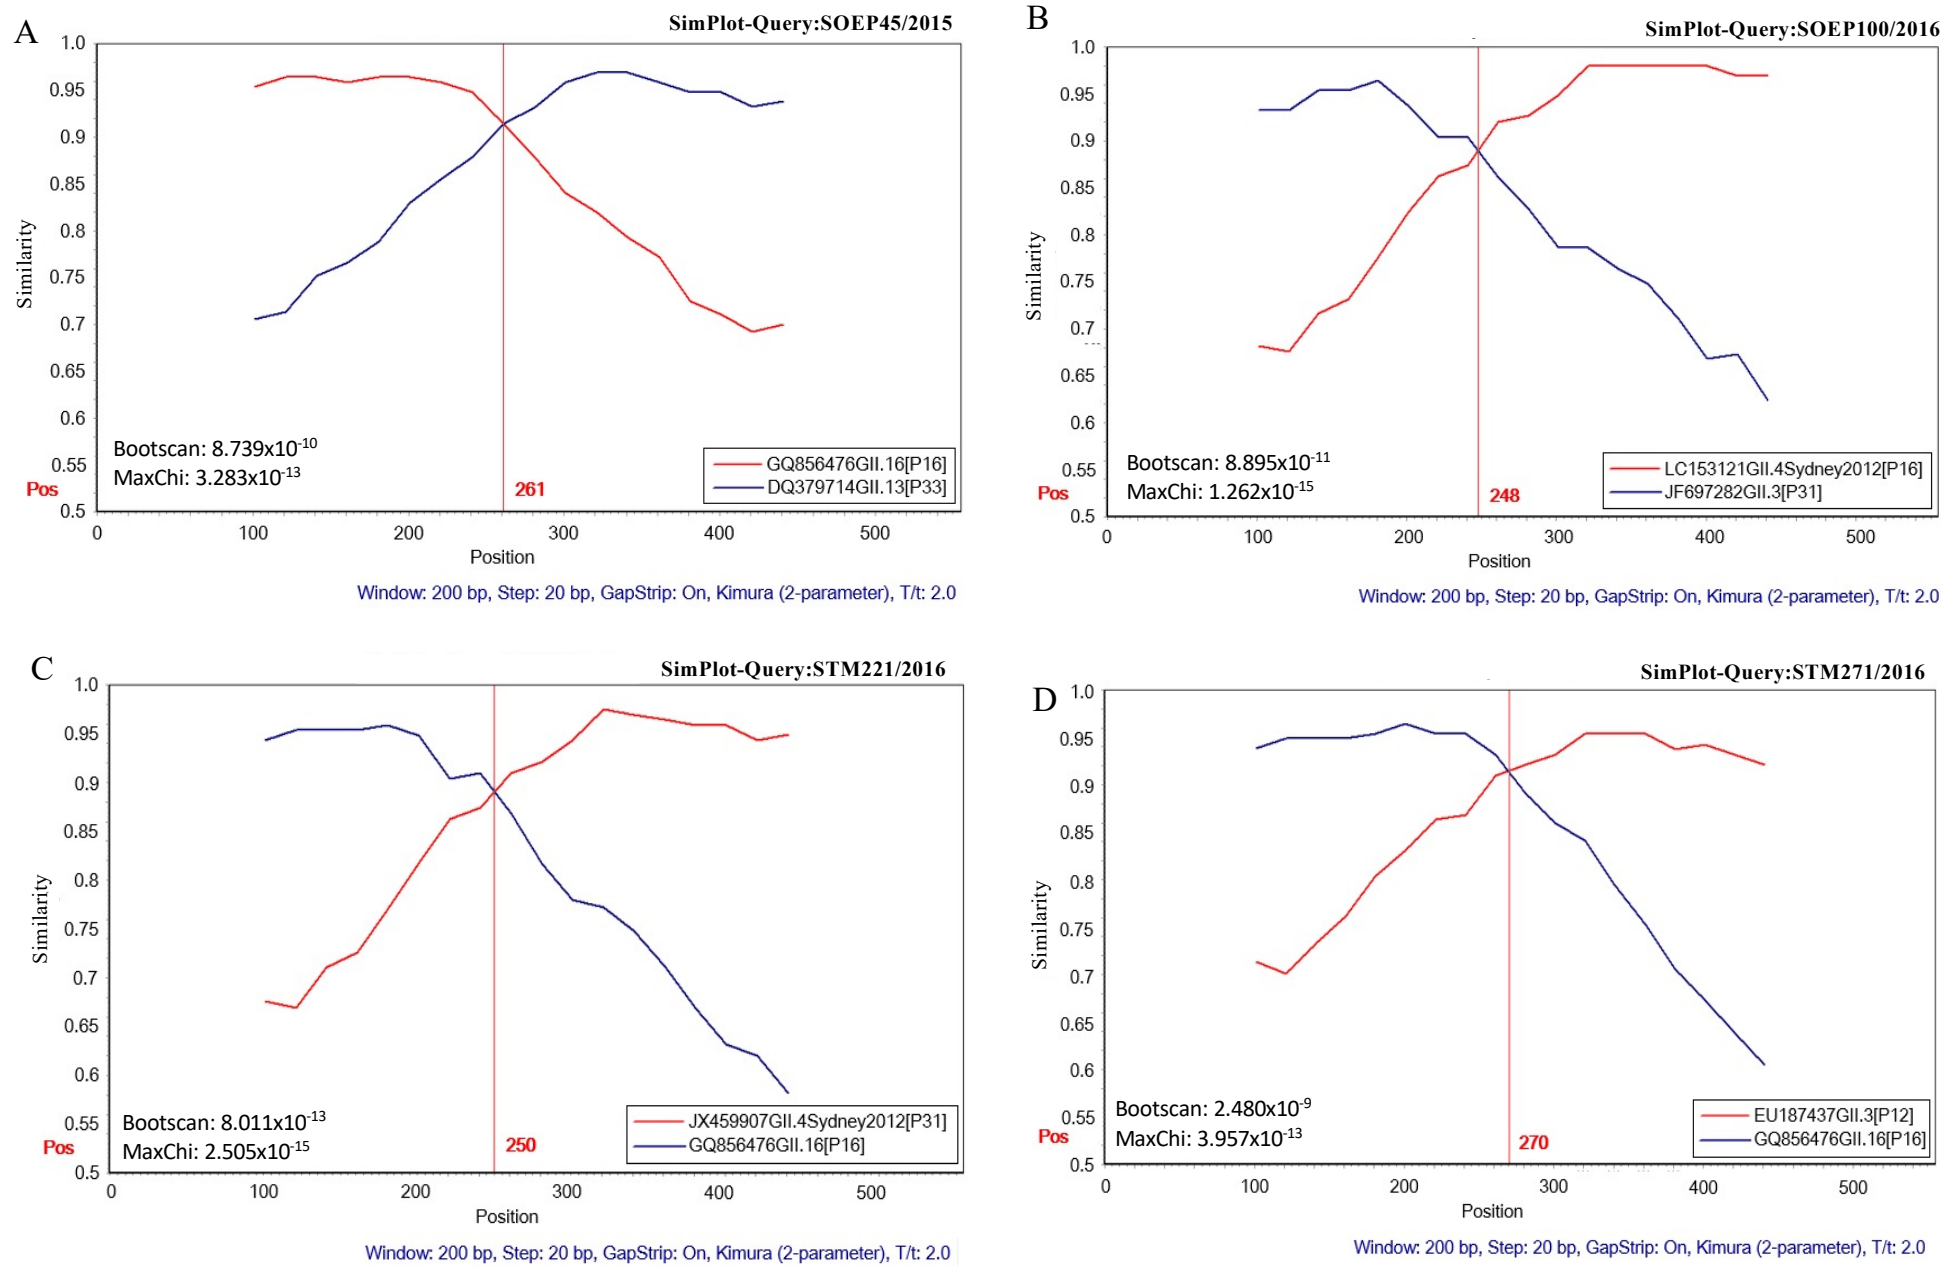 A
SimPlot-Query:SOEP45/2015
1.0
0.95
0.9
0.85
0.8
0.75
0.7
0.65
0.6
0.55
0.5
Similarity
Bootscan: 8.739x10-10
MaxChi: 3.283x10-13
Pos
261
GQ856476GII.16[P16]
DQ379714GII.13[P33]
0 100 200 300 400 500
Position
Window: 200 bp, Step: 20 bp, GapStrip: On, Kimura (2-parameter), T/t: 2.0
B
SimPlot-Query:SOEP100/2016
1.0
0.95
0.9
0.85
0.8
0.75
0.7
0.65
0.6
0.55
0.5
Similarity
Bootscan: 8.895x10-11
MaxChi: 1.262x10-15
Pos
248
LC153121GII.4Sydney2012[P16]
JF697282GII.3[P31]
0 100 200 300 400 500
Position
Window: 200 bp, Step: 20 bp, GapStrip: On, Kimura (2-parameter), T/t: 2.0
C
SimPlot-Query:STM221/2016
1.0
0.95
0.9
0.85
0.8
0.75
0.7
0.65
0.6
0.55
0.5
Similarity
Bootscan: 8.011x10-13
MaxChi: 2.505x10-15
Pos
250
JX459907GII.4Sydney2012[P31]
GQ856476GII.16[P16]
0 100 200 300 400 500
Position
Window: 200 bp, Step: 20 bp, GapStrip: On, Kimura (2-parameter), T/t: 2.0
D
SimPlot-Query:STM271/2016
1.0
0.95
0.9
0.85
0.8
0.75
0.7
0.65
0.6
0.55
0.5
Similarity
Bootscan: 2.480x10-9
MaxChi: 3.957x10-13
Pos
270
EU187437GII.3[P12]
GQ856476GII.16[P16]
0 100 200 300 400 500
Position
Window: 200 bp, Step: 20 bp, GapStrip: On, Kimura (2-parameter), T/t: 2.0